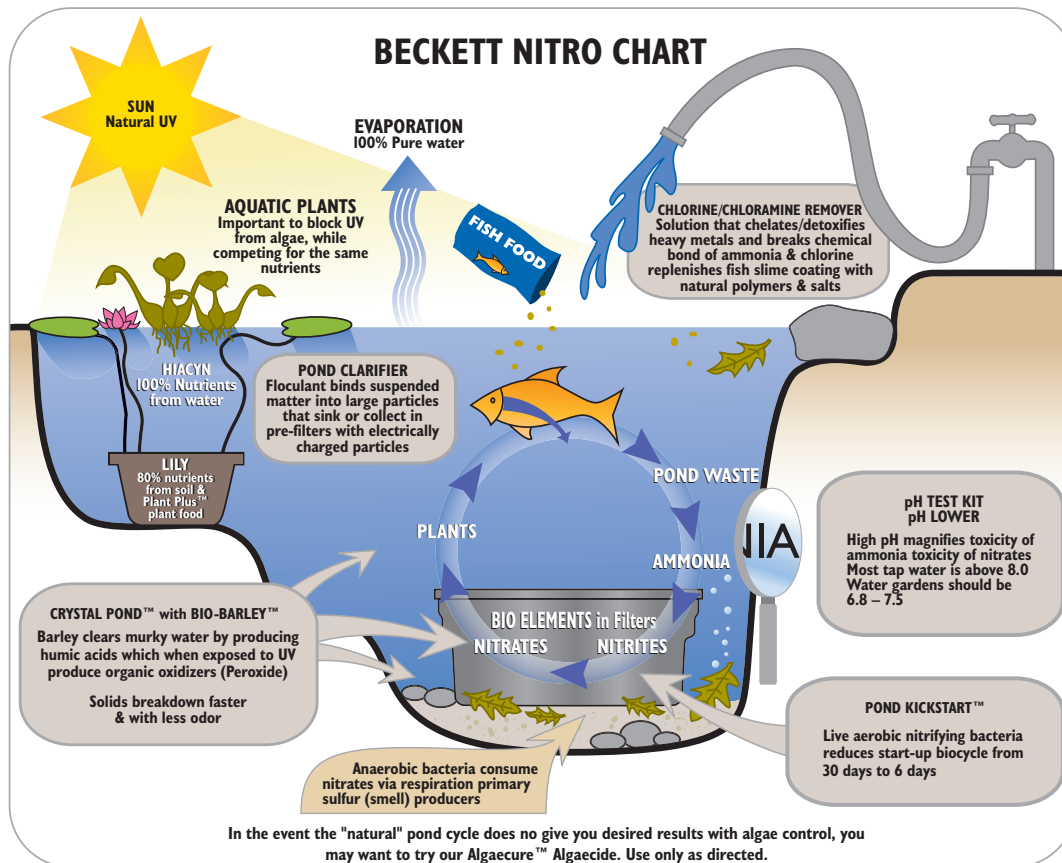 BECKETT NITRO CHART
SUN
Natural UV
EVAPORATION
100% Pure water
AQUATIC PLANTS
Important to block UV
from algae, while
competing for the same
nutrients
FISH FOOD
CHLORINE/CHLORAMINE REMOVER
Solution that chelates/detoxifies
heavy metals and breaks chemical
bond of ammonia & chlorine
replenishes fish slime coating with
natural polymers & salts
HIACYN
100% Nutrients
from water
POND CLARIFIER
Floculant binds suspended
matter into large particles
that sink or collect in
pre-filters with electrically
charged particles
LILY
80% nutrients
from soil &
Plant Plus™
plant food
POND WASTE
PLANTS
AMMONIA
NIA
pH TEST KIT
pH LOWER
High pH magnifies toxicity of
ammonia toxicity of nitrates
Most tap water is above 8.0
Water gardens should be
6.8 – 7.5
BIO ELEMENTS in Filters
NITRATES
NITRITES
CRYSTAL POND™ with BIO-BARLEY™
Barley clears murky water by producing
humic acids which when exposed to UV
produce organic oxidizers (Peroxide)
Solids breakdown faster
& with less odor
POND KICKSTART™
Live aerobic nitrifying bacteria
reduces start-up biocycle from
30 days to 6 days
Anaerobic bacteria consume
nitrates via respiration primary
sulfur (smell) producers
In the event the "natural" pond cycle does no give you desired results with algae control, you
may want to try our Algaecure™ Algaecide. Use only as directed.